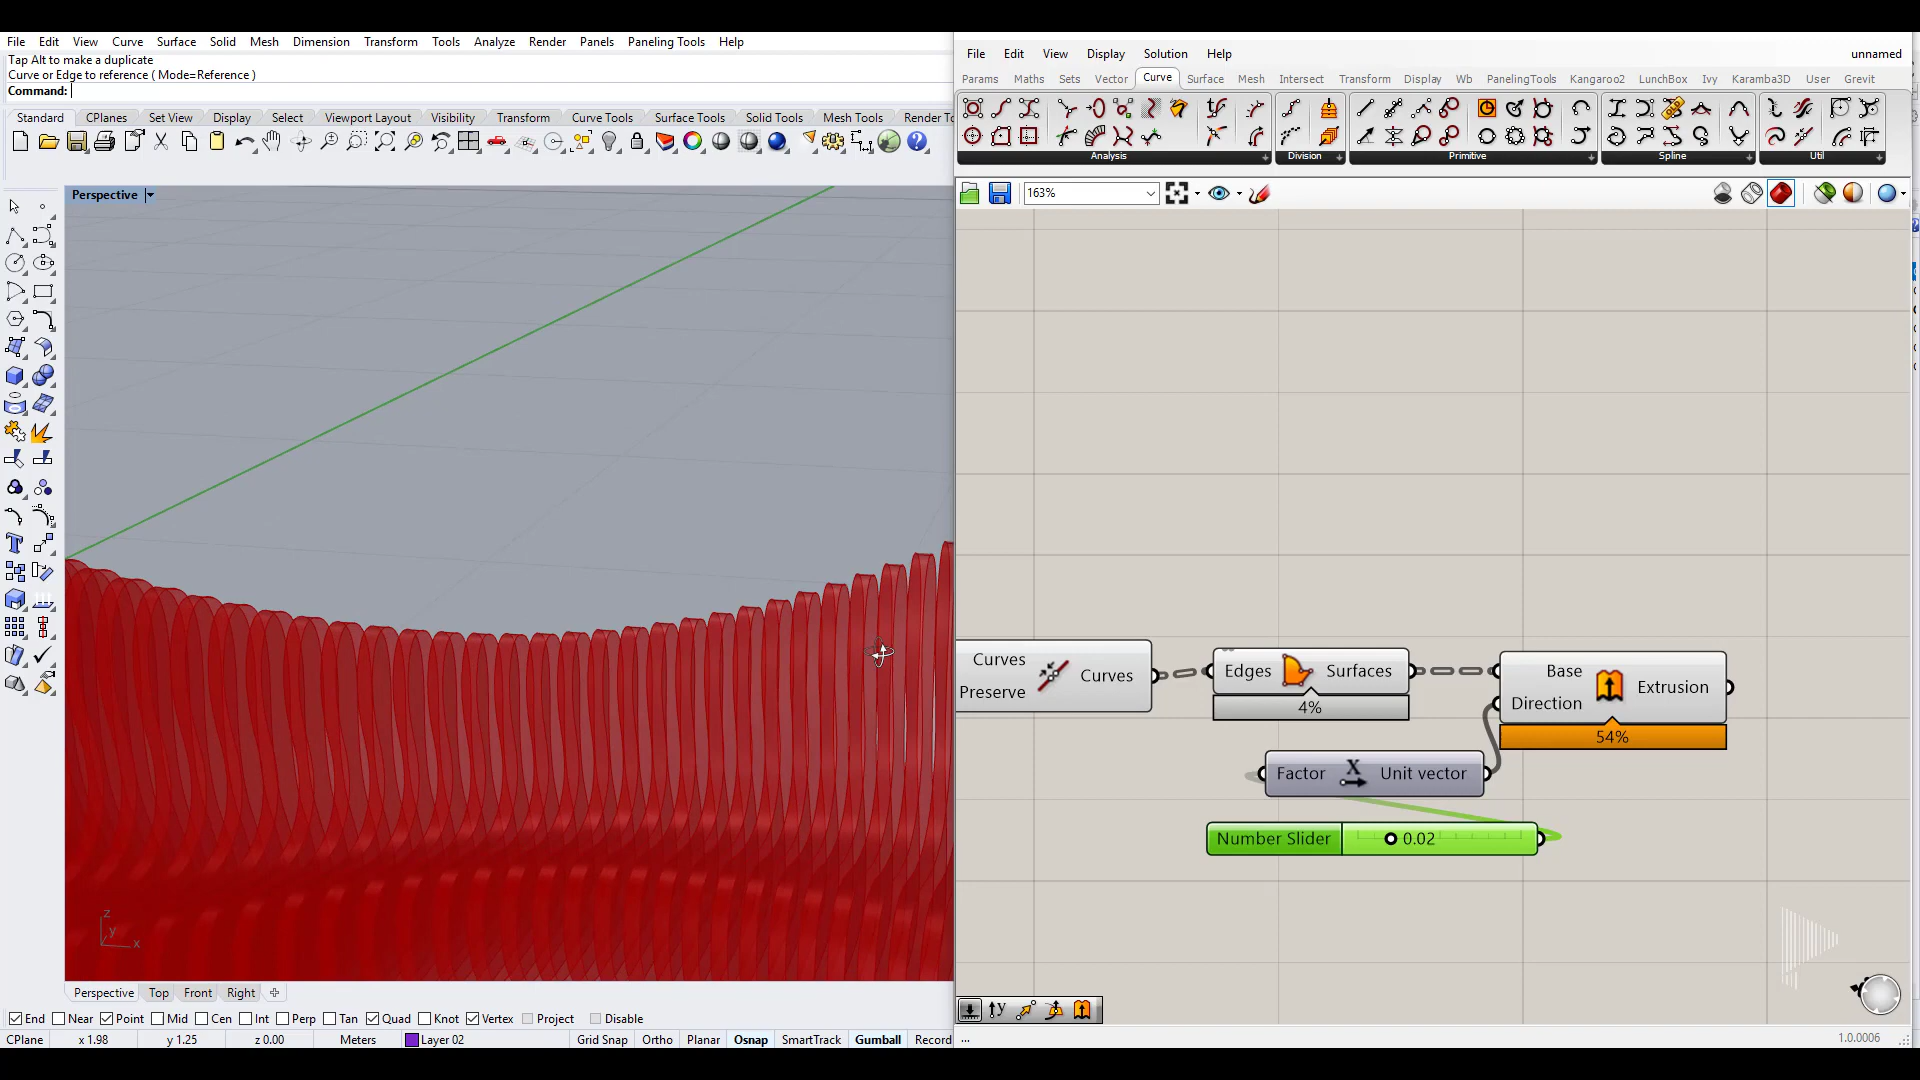 File Edit View Curve Surface Solid Mesh Dimension Transform Tools Analyze Render Panels Paneling Tools Help
Tap Alt to make a duplicate
Curve or Edge to reference ( Mode=Reference )
Command:
Standard CPlanes Set View Display Select Viewport Layout Visibility Transform Curve Tools Surface Tools Solid Tools Mesh Tools Render To
Perspective
z
y
x
Perspective Top Front Right
End Near Point Mid Cen Int Perp Tan Quad Knot Vertex Project Disable
CPlane x 1.98 y 1.25 z 0.00 Meters Layer 02 Grid Snap Ortho Planar Osnap SmartTrack Gumball Record
File Edit View Display Solution Help unnamed
Params Maths Sets Vector Curve Surface Mesh Intersect Transform Display Wb PanelingTools Kangaroo2 LunchBox Ivy Karamba3D User Grevit
Analysis Division Primitive Spline Util
163%
Curves
Preserve
Curves
Edges Surfaces
4%
Base
Direction
Extrusion
54%
Factor X Unit vector
Number Slider 0.02
...
1.0.0006